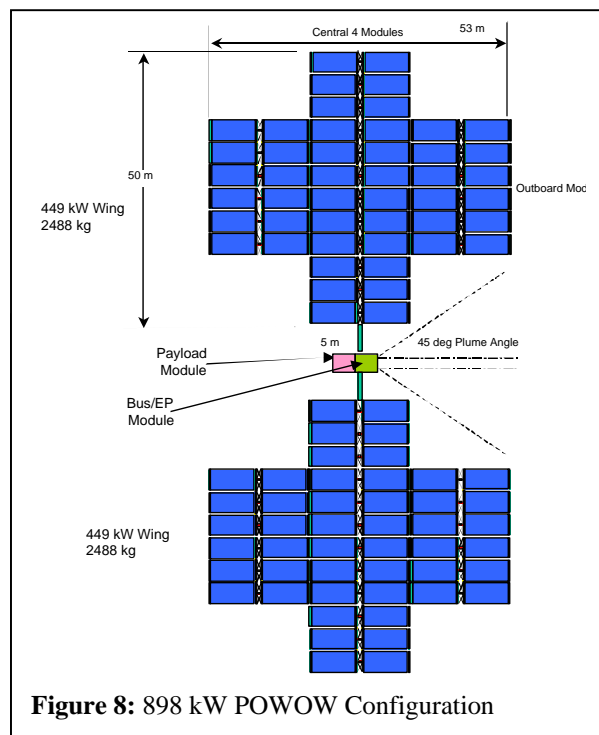 Central 4 Modules
53 m
50 m
449 kW Wing
2488 kg
Outboard Mod
5 m
45 deg Plume Angle
Payload
Module
Bus/EP
Module
449 kW Wing
2488 kg
Figure 8: 898 kW POWOW Configuration